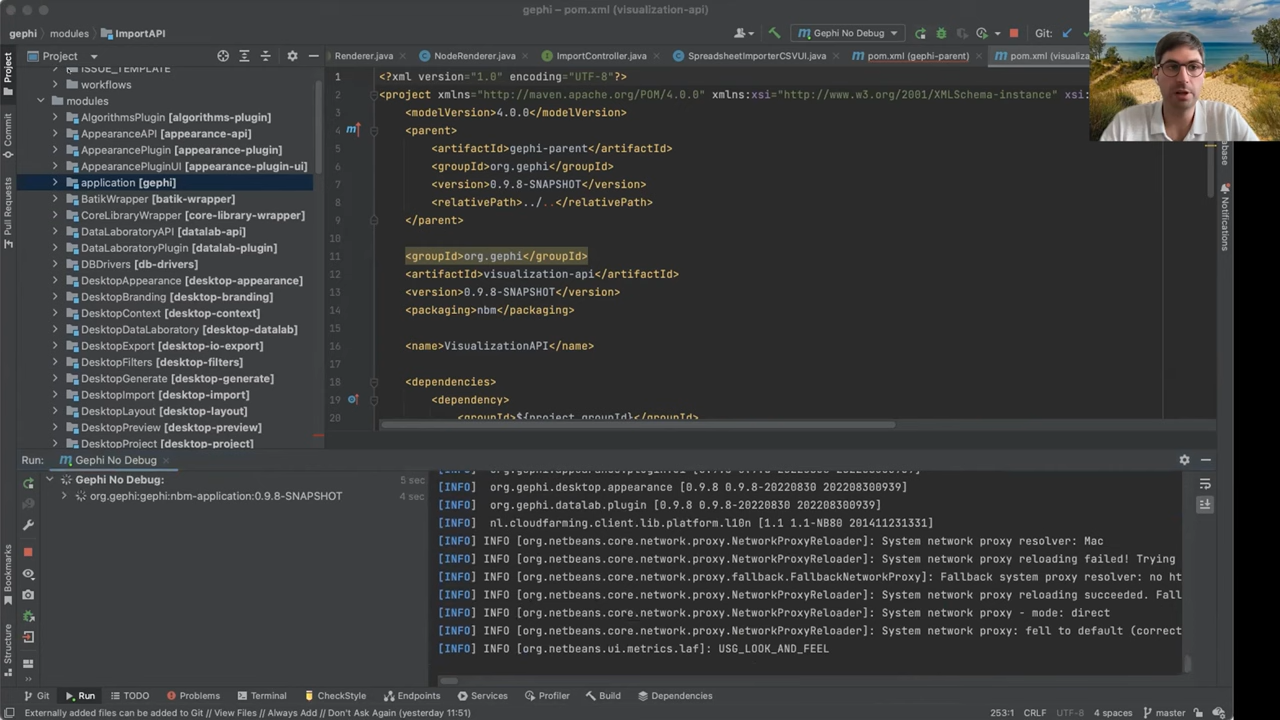 gephi – pom.xml (visualization-api)
gephi › modules › ImportAPI
Gephi No Debug
Git:
Project
Renderer.java
NodeRenderer.java
ImportController.java
SpreadsheetImporterCSVUI.java
pom.xml (gephi-parent)
pom.xml (visualiza
ISSUE_TEMPLATE
workflows
modules
AlgorithmsPlugin [algorithms-plugin]
AppearanceAPI [appearance-api]
AppearancePlugin [appearance-plugin]
AppearancePluginUI [appearance-plugin-ui]
application [gephi]
BatikWrapper [batik-wrapper]
CoreLibraryWrapper [core-library-wrapper]
DataLaboratoryAPI [datalab-api]
DataLaboratoryPlugin [datalab-plugin]
DBDrivers [db-drivers]
DesktopAppearance [desktop-appearance]
DesktopBranding [desktop-branding]
DesktopContext [desktop-context]
DesktopDataLaboratory [desktop-datalab]
DesktopExport [desktop-io-export]
DesktopFilters [desktop-filters]
DesktopGenerate [desktop-generate]
DesktopImport [desktop-import]
DesktopLayout [desktop-layout]
DesktopPreview [desktop-preview]
DesktopProject [desktop-project]
1 <?xml version="1.0" encoding="UTF-8"?>
2 <project xmlns="http://maven.apache.org/POM/4.0.0" xmlns:xsi="http://www.w3.org/2001/XMLSchema-instance" xsi:
3 <modelVersion>4.0.0</modelVersion>
4 <parent>
5 <artifactId>gephi-parent</artifactId>
6 <groupId>org.gephi</groupId>
7 <version>0.9.8-SNAPSHOT</version>
8 <relativePath>../..</relativePath>
9 </parent>
10
11 <groupId>org.gephi</groupId>
12 <artifactId>visualization-api</artifactId>
13 <version>0.9.8-SNAPSHOT</version>
14 <packaging>nbm</packaging>
15
16 <name>VisualizationAPI</name>
17
18 <dependencies>
19 <dependency>
20 <groupId>${project.groupId}</groupId>
Project
Commit
Pull Requests
Bookmarks
Structure
Notifications
Run: Gephi No Debug
Gephi No Debug: 5 sec
org.gephi:gephi:nbm-application:0.9.8-SNAPSHOT 4 sec
[INFO] org.gephi.desktop.appearance [0.9.8 0.9.8-20220830 202208300939]
[INFO] org.gephi.datalab.plugin [0.9.8 0.9.8-20220830 202208300939]
[INFO] nl.cloudfarming.client.lib.platform.l10n [1.1 1.1-NB80 201411231331]
[INFO] INFO [org.netbeans.core.network.proxy.NetworkProxyReloader]: System network proxy resolver: Mac
[INFO] INFO [org.netbeans.core.network.proxy.NetworkProxyReloader]: System network proxy reloading failed! Trying
[INFO] INFO [org.netbeans.core.network.proxy.fallback.FallbackNetworkProxy]: Fallback system proxy resolver: no ht
[INFO] INFO [org.netbeans.core.network.proxy.NetworkProxyReloader]: System network proxy reloading succeeded. Fall
[INFO] INFO [org.netbeans.core.network.proxy.NetworkProxyReloader]: System network proxy - mode: direct
[INFO] INFO [org.netbeans.core.network.proxy.NetworkProxyReloader]: System network proxy: fell to default (correct
[INFO] INFO [org.netbeans.ui.metrics.laf]: USG_LOOK_AND_FEEL
Git Run TODO Problems Terminal CheckStyle Endpoints Services Profiler Build Dependencies
Externally added files can be added to Git // View Files // Always Add // Don't Ask Again (yesterday 11:51)
253:1 CRLF UTF-8 4 spaces master